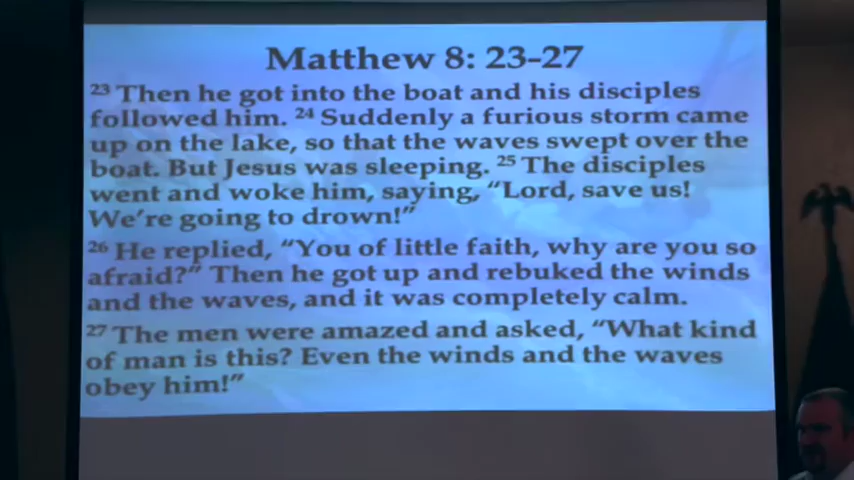 Matthew 8: 23-27
23 Then he got into the boat and his disciples
followed him. 24 Suddenly a furious storm came
up on the lake, so that the waves swept over the
boat. But Jesus was sleeping. 25 The disciples
went and woke him, saying, “Lord, save us!
We’re going to drown!”
26 He replied, “You of little faith, why are you so
afraid?” Then he got up and rebuked the winds
and the waves, and it was completely calm.
27 The men were amazed and asked, “What kind
of man is this? Even the winds and the waves
obey him!”